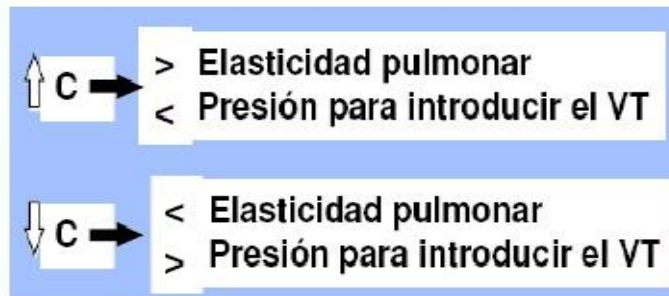 ⇧ C ➡ > Elasticidad pulmonar
< Presión para introducir el VT
⇩ C ➡ < Elasticidad pulmonar
> Presión para introducir el VT